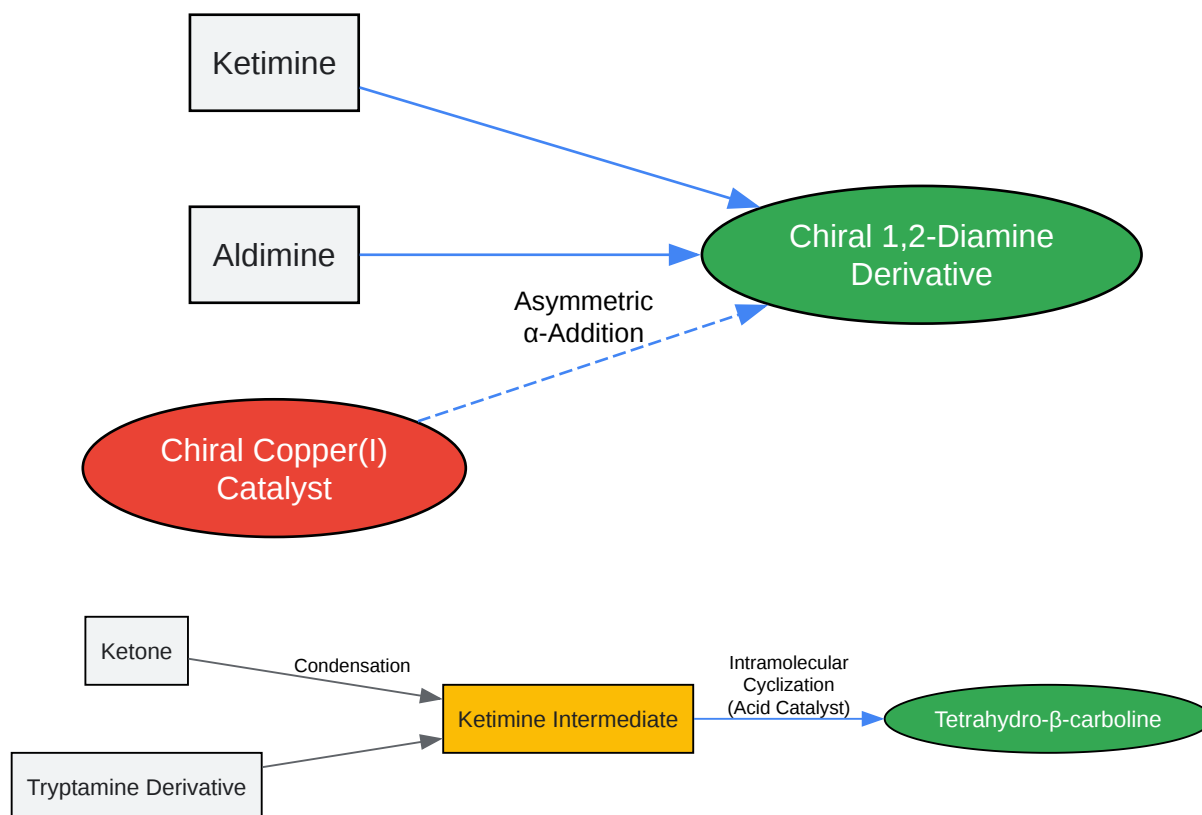 Ketimine
Aldimine
Chiral 1,2-Diamine
Derivative
Asymmetric
α-Addition
Chiral Copper(I)
Catalyst
Ketone
Condensation
Tryptamine Derivative
Ketimine Intermediate
Intramolecular
Cyclization
(Acid Catalyst)
Tetrahydro-β-carboline